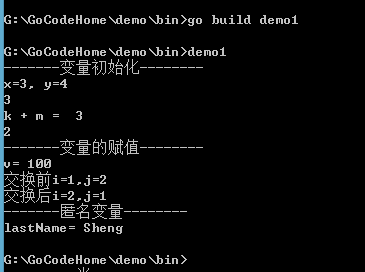 G:\GoCodeHome\demo\bin>go build demo1
G:\GoCodeHome\demo\bin>demo1
-------变量初始化--------
x=3, y=4
3
k + m =  3
2
-------变量的赋值--------
v= 100
交换前i=1,j=2
交换后i=2,j=1
-------匿名变量--------
lastName= Sheng
G:\GoCodeHome\demo\bin>